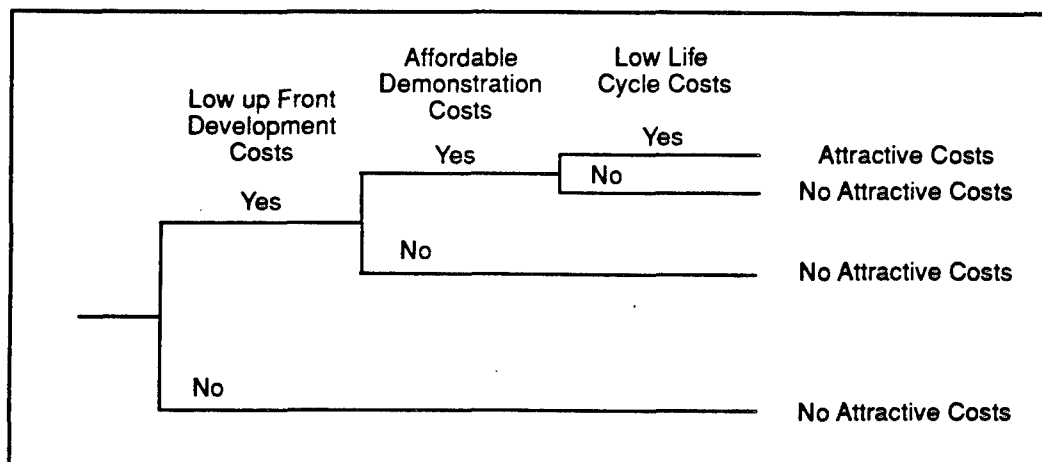 Low up Front
Development
Costs
Affordable
Demonstration
Costs
Low Life
Cycle Costs
Yes
Yes
Yes
No
No
No
Attractive Costs
No Attractive Costs
No Attractive Costs
No Attractive Costs